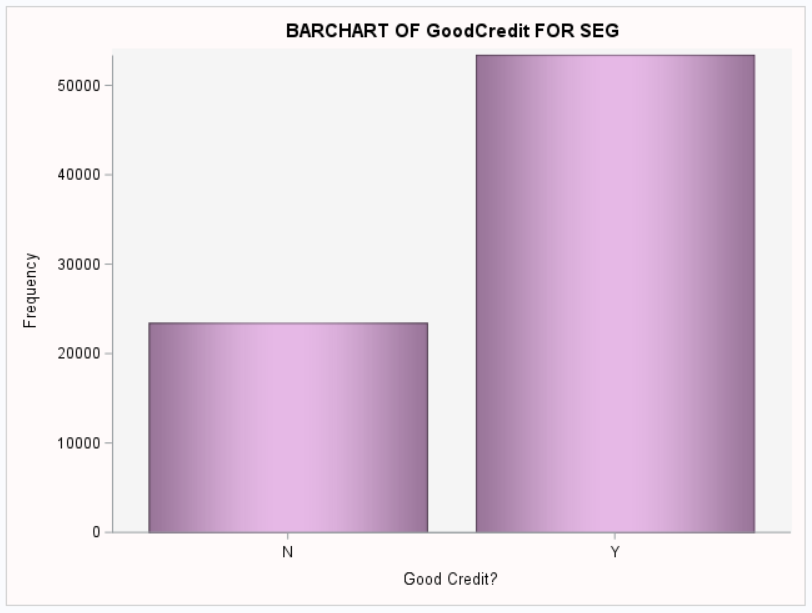 BARCHART OF GoodCredit FOR SEG
50000
40000
30000
20000
10000
0
Frequency
N Y
Good Credit?